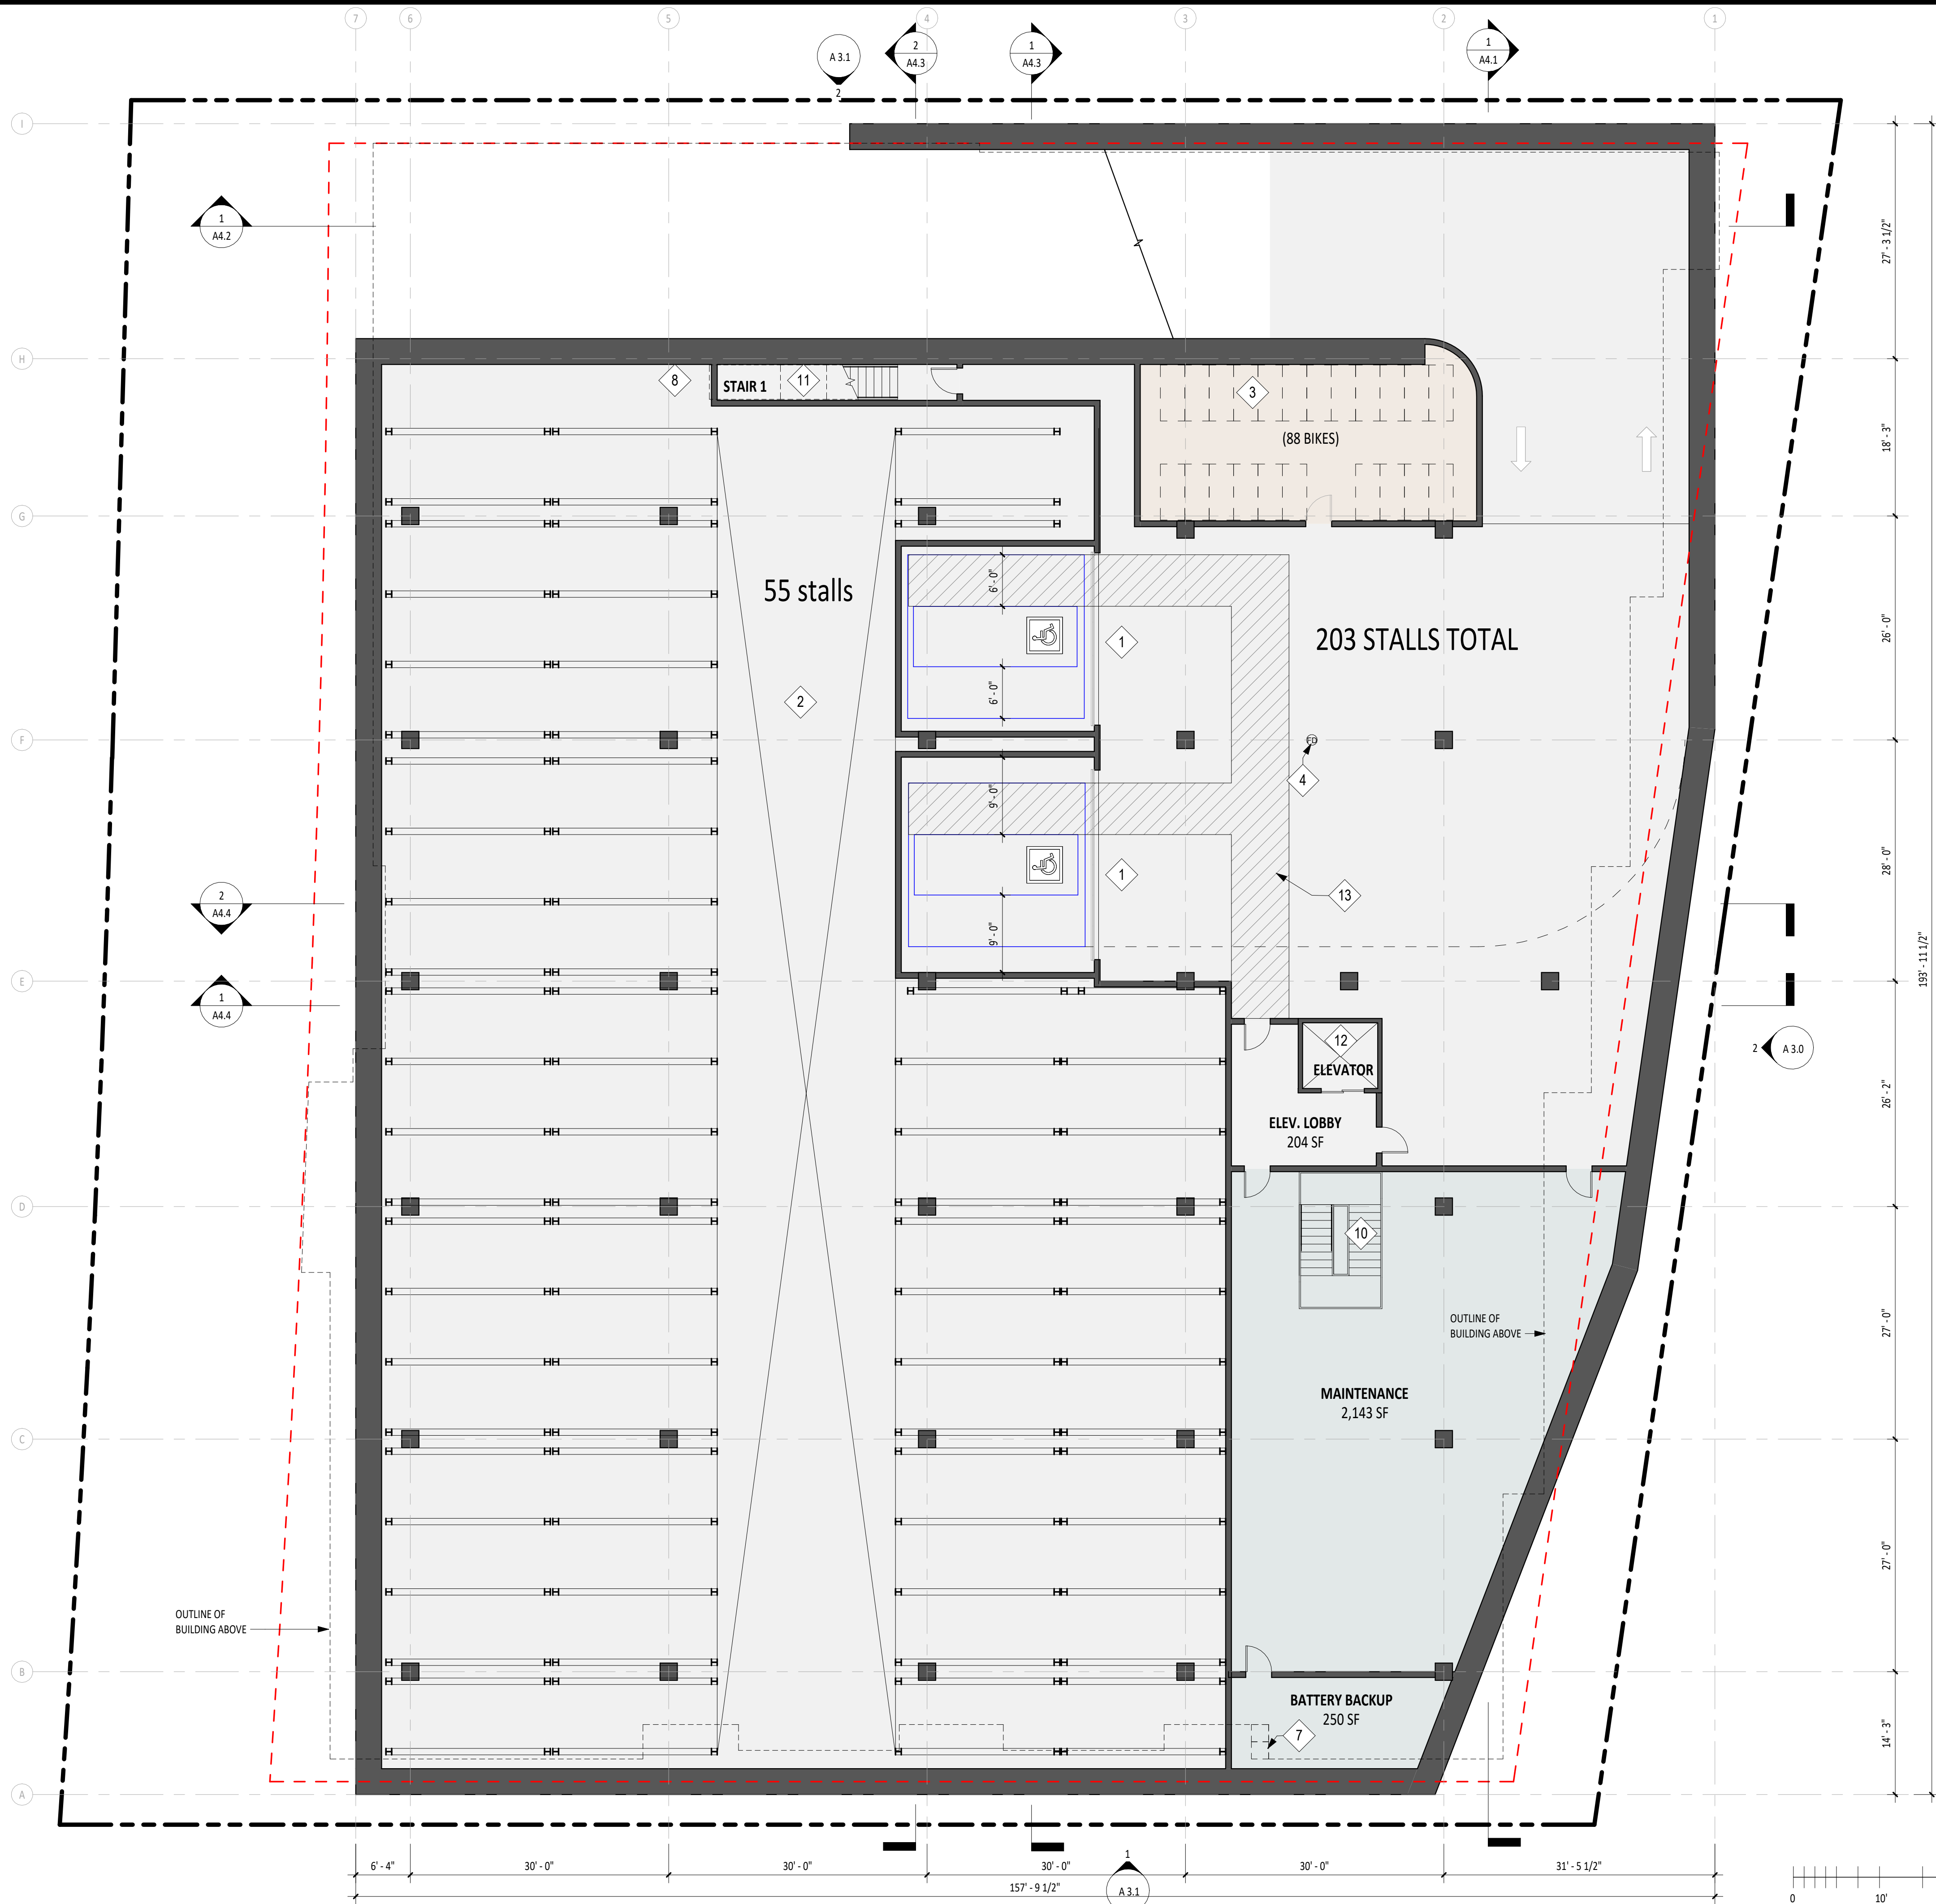 7
6
5
4
3
2
1
A 3.1
2
2
A4.3
1
A4.3
1
A4.1
I
27' - 3 1/2"
1
A4.2
H
8
STAIR 1
11
3
(88 BIKES)
18' - 3"
G
55 stalls
6' - 0"
1
203 STALLS TOTAL
26' - 0"
2
6' - 0"
F
FD
4
9' - 0"
1
13
28' - 0"
2
A4.4
9' - 0"
193' - 11 1/2"
E
1
A4.4
12
ELEVATOR
2
A 3.0
26' - 2"
ELEV. LOBBY
204 SF
D
10
OUTLINE OF
BUILDING ABOVE
27' - 0"
MAINTENANCE
2,143 SF
C
27' - 0"
OUTLINE OF
BUILDING ABOVE
B
BATTERY BACKUP
250 SF
7
14' - 3"
A
6' - 4"
30' - 0"
30' - 0"
30' - 0"
30' - 0"
31' - 5 1/2"
157' - 9 1/2"
1
A 3.1
0
10'